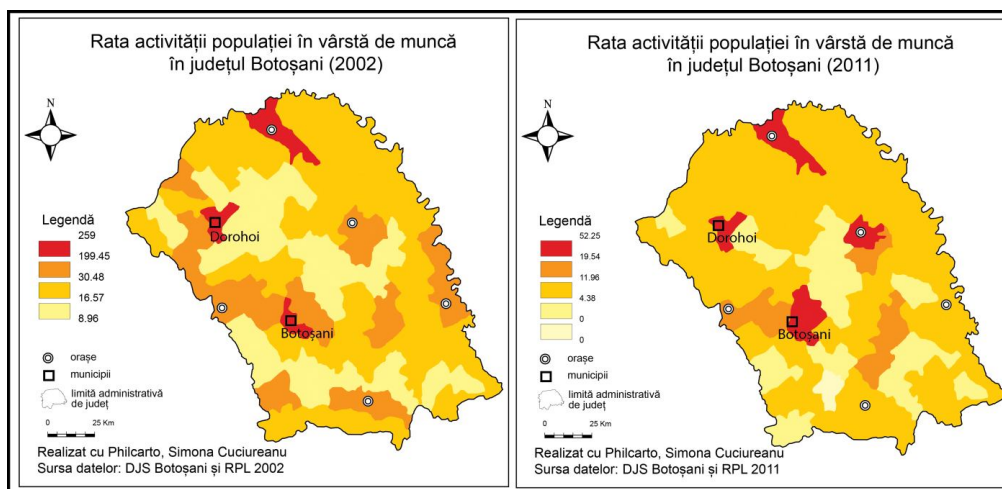 Rata activității populației în vârstă de muncă
în județul Botoșani (2002)
N
Dorohoi
Botoșani
Legendă
259
199.45
30.48
16.57
8.96
orașe
municipii
limită administrativă
de județ
0 25 Km
Realizat cu Philcarto, Simona Cuciureanu
Sursa datelor: DJS Botoșani și RPL 2002
Rata activității populației în vârstă de muncă
în județul Botoșani (2011)
N
Dorohoi
Botoșani
Legendă
52.25
19.54
11.96
4.38
0
0
orașe
municipii
limită administrativă
de județ
0 25 Km
Realizat cu Philcarto, Simona Cuciureanu
Sursa datelor: DJS Botoșani și RPL 2011